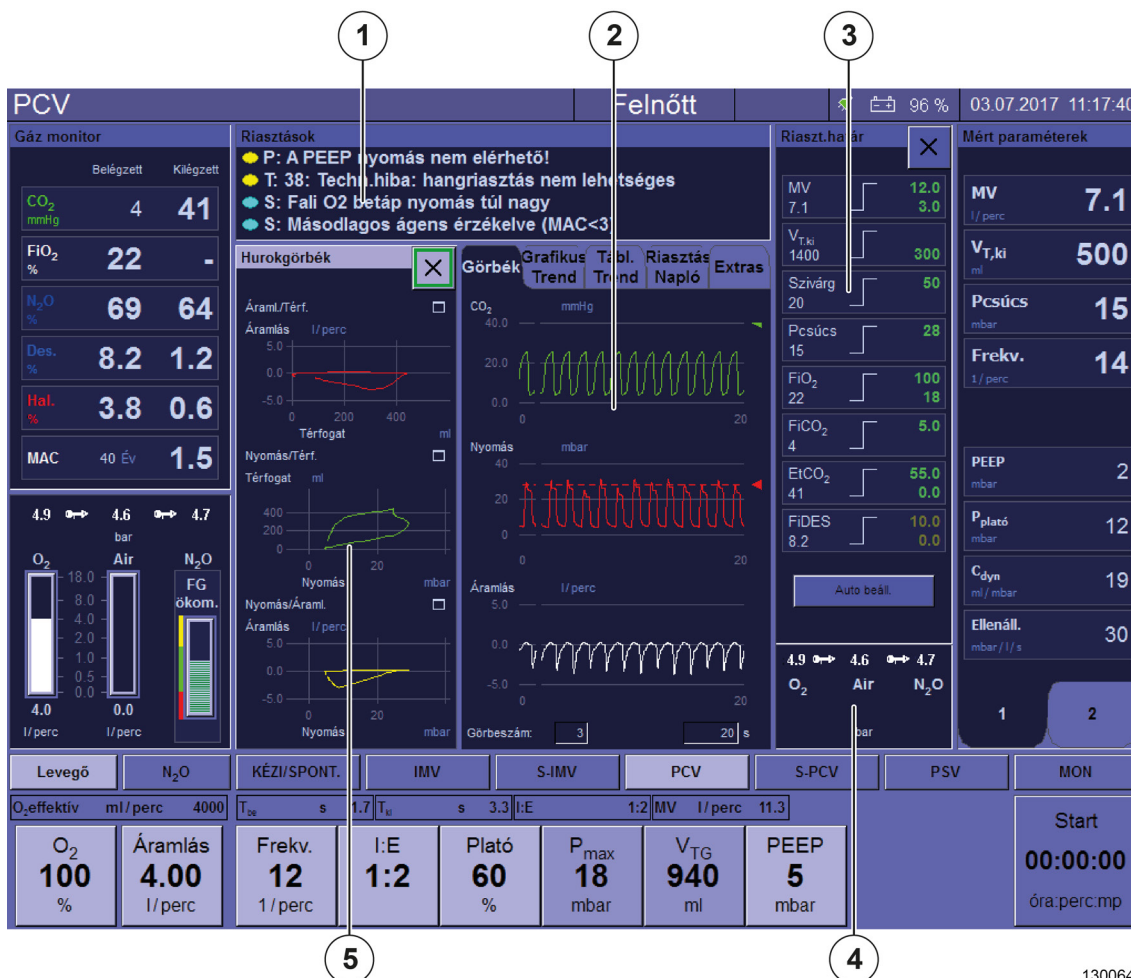 1
2
3
PCV
Felnőtt
96 %
03.07.2017 11:17:40
Gáz monitor
Belégzett Kilégzett
CO2 mmHg 4 41
FiO2 % 22 -
N2O % 69 64
Des. % 8.2 1.2
Hal. % 3.8 0.6
MAC 40 Év 1.5
Riasztások
P: A PEEP nyomás nem elérhető!
T: 38: Techn.hiba: hangriasztás nem lehetséges
S: Fali O2 betáp nyomás túl nagy
S: Másodlagos ágens érzékelve (MAC<3)
4.9 4.6 4.7
bar
O2 Air N2O
18.0
8.0
4.0
2.0
1.0
0.5
0.0
FG
ökom.
4.0 0.0
l/perc l/perc
Hurokgörbék
Áraml./Térf.
Áramlás l/perc
5.0
0.0
-5.0
0 200 400
Térfogat ml
Nyomás/Térf.
Térfogat ml
400
200
0
0 20
Nyomás mbar
Nyomás/Áraml.
Áramlás l/perc
5.0
0.0
-5.0
0 20
Nyomás mbar
Görbék
Grafikus Trend
Tábl. Trend
Riasztás Napló
Extras
CO2 mmHg
40.0
20.0
0.0
0 20
Nyomás mbar
40
20
0
0 20
Áramlás l/perc
5.0
0.0
-5.0
0 20
Görbeszám: 3 20 s
Riaszt.határ
MV 12.0
7.1 3.0
VT.ki
1400 300
Szivárg 50
20
Pcsúcs 28
15
FiO2 100
22 18
FiCO2 5.0
4
EtCO2 55.0
41 0.0
FiDES 10.0
8.2 0.0
Auto beáll.
4.9 4.6 4.7
O2 Air N2O
bar
Mért paraméterek
MV 7.1
l/perc
VT,ki 500
ml
Pcsúcs 15
mbar
Frekv. 14
1/perc
PEEP 2
mbar
Pplató 12
mbar
Cdyn 19
ml/mbar
Ellenáll. 30
mbar/l/s
1 2
Levegő N2O KÉZI/SPONT. IMV S-IMV PCV S-PCV PSV MON
O2effektív ml/perc 4000 Tbe s 1.7 Tki s 3.3 I:E 1:2 MV l/perc 11.3
O2 100 %
Áramlás 4.00 l/perc
Frekv. 12 1/perc
I:E 1:2
Plató 60 %
Pmax 18 mbar
VTG 940 ml
PEEP 5 mbar
Start 00:00:00 óra:perc:mp
5
4
130064